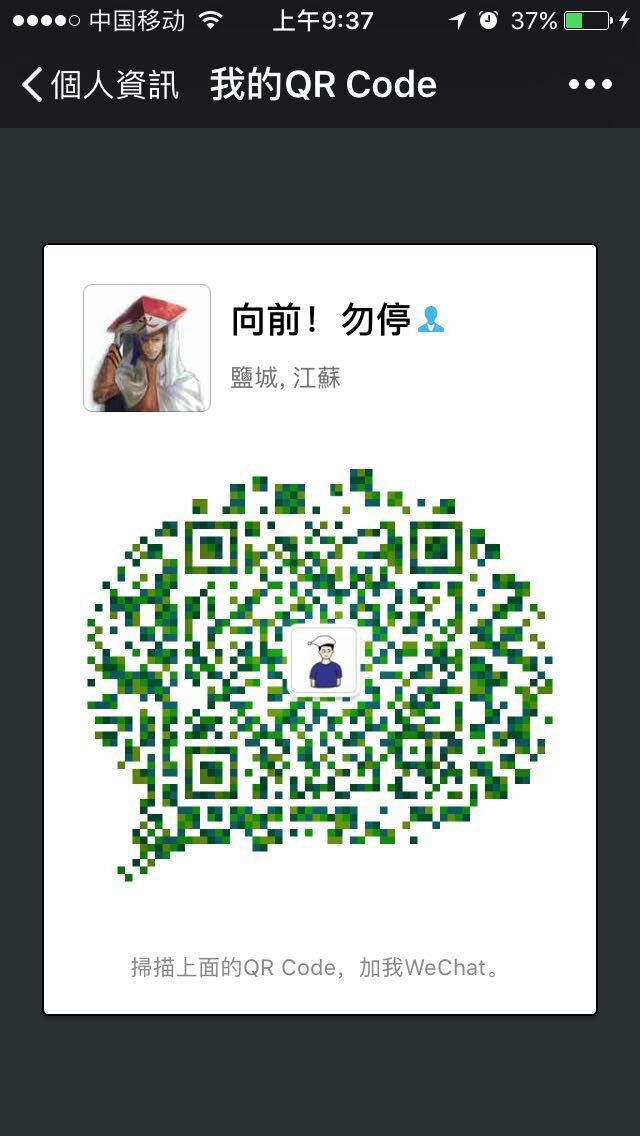 中国移动 上午9:37 37%
個人資訊 我的QR Code
向前！勿停
鹽城, 江蘇
掃描上面的QR Code，加我WeChat。